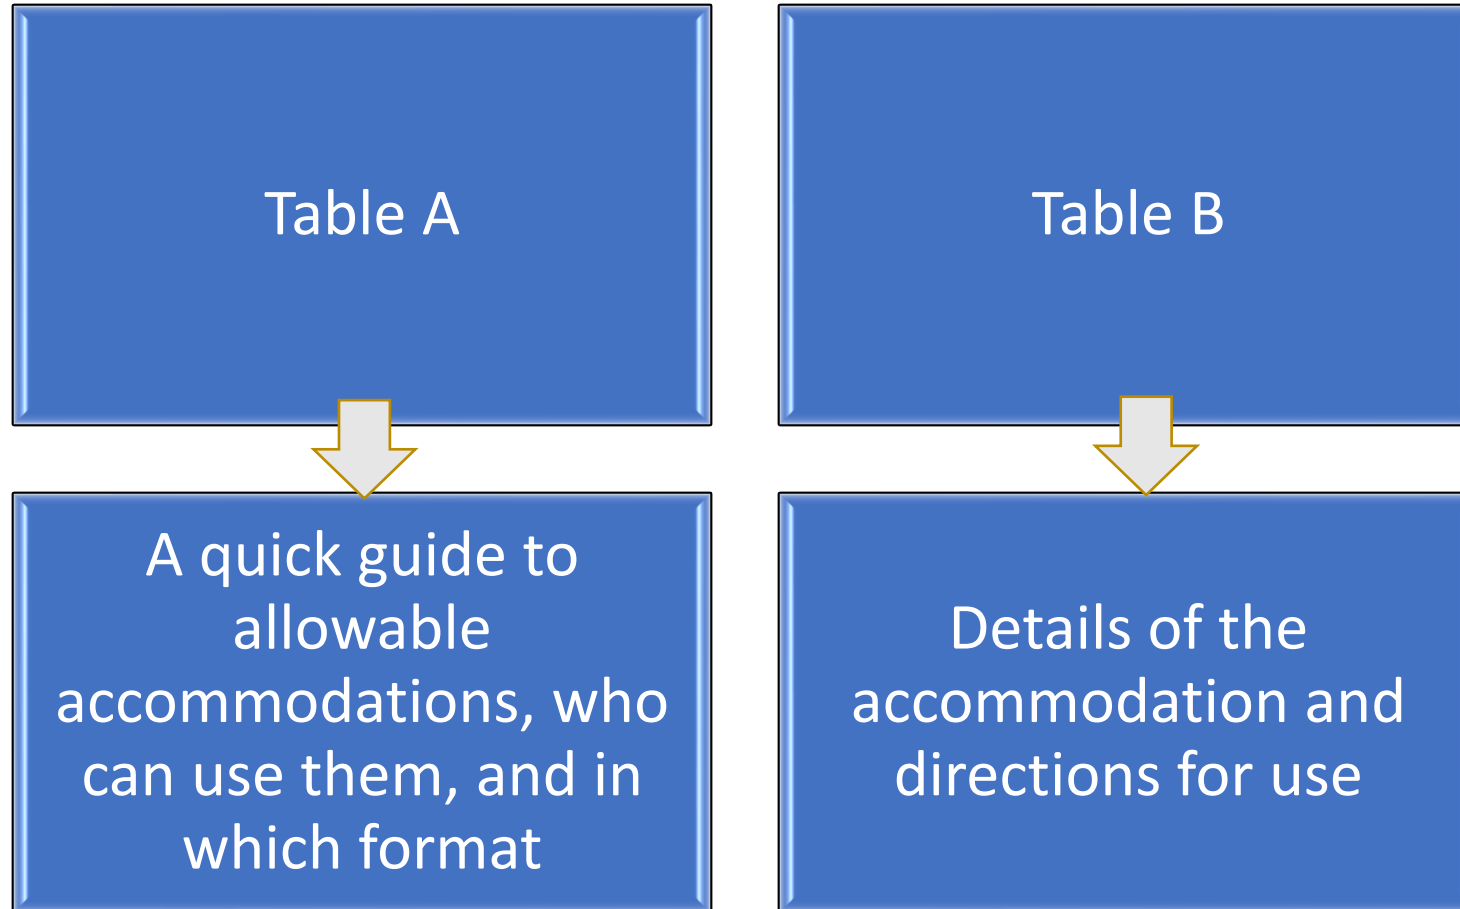 Table A
Table B
A quick guide to
allowable
accommodations, who
can use them, and in
which format
Details of the
accommodation and
directions for use